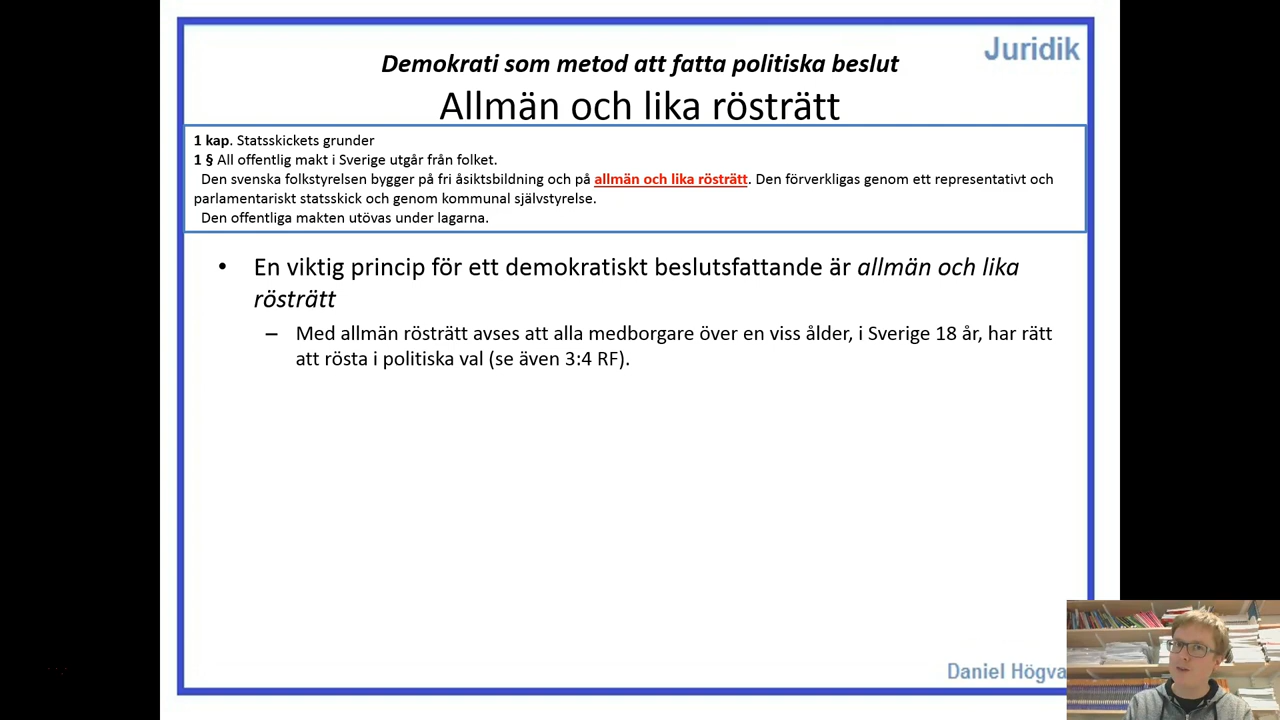 Juridik
Demokrati som metod att fatta politiska beslut
Allmän och lika rösträtt
1 kap. Statsskickets grunder
1 § All offentlig makt i Sverige utgår från folket.
Den svenska folkstyrelsen bygger på fri åsiktsbildning och på allmän och lika rösträtt. Den förverkligas genom ett representativt och
parlamentariskt statsskick och genom kommunal självstyrelse.
Den offentliga makten utövas under lagarna.
• En viktig princip för ett demokratiskt beslutsfattande är allmän och lika
rösträtt
– Med allmän rösträtt avses att alla medborgare över en viss ålder, i Sverige 18 år, har rätt
att rösta i politiska val (se även 3:4 RF).
Daniel Högva